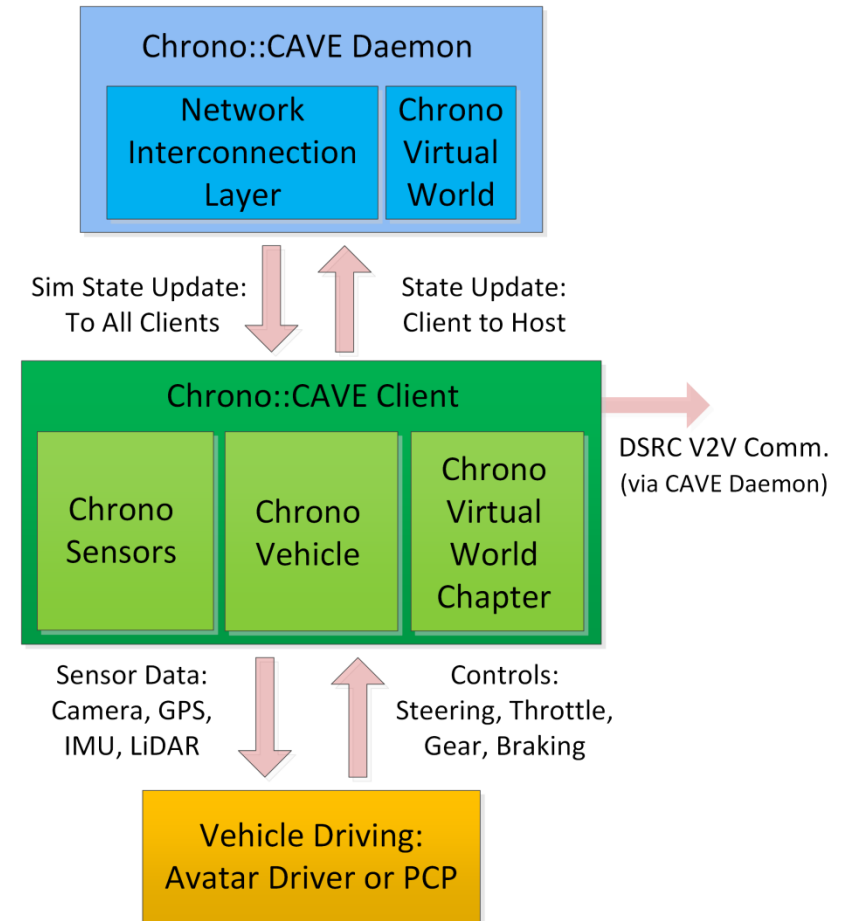 Chrono::CAVE Daemon
Network
Interconnection
Layer
Chrono
Virtual
World
Sim State Update:
To All Clients
State Update:
Client to Host
Chrono::CAVE Client
Chrono
Sensors
Chrono
Vehicle
Chrono
Virtual
World
Chapter
DSRC V2V Comm.
(via CAVE Daemon)
Sensor Data:
Camera, GPS,
IMU, LiDAR
Controls:
Steering, Throttle,
Gear, Braking
Vehicle Driving:
Avatar Driver or PCP